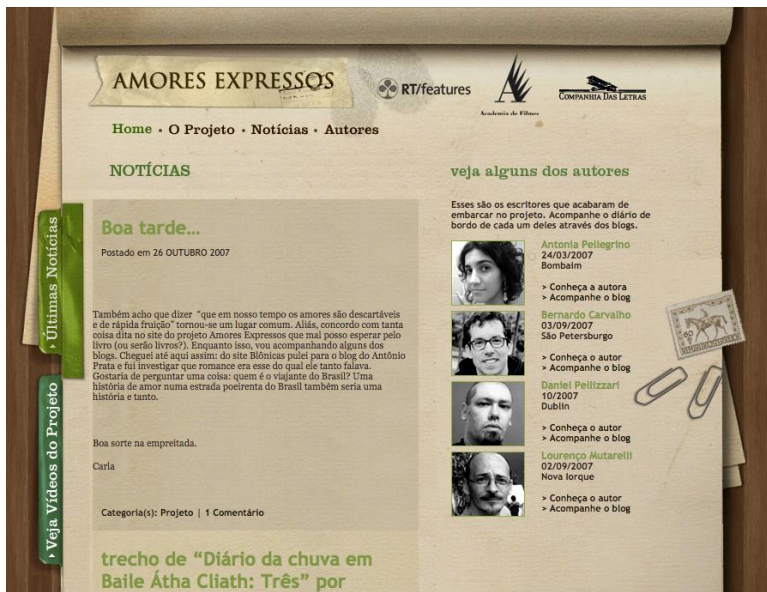 AMORES EXPRESSOS
RT/features
Academia de Filmes
COMPANHIA DAS LETRAS
Home • O Projeto • Notícias • Autores
NOTÍCIAS
Últimas Notícias
Veja Vídeos do Projeto
Boa tarde...
Postado em 26 OUTUBRO 2007
Também acho que dizer “que em nosso tempo os amores são descartáveis
e de rápida fruição” tornou-se um lugar comum. Aliás, concordo com tanta
coisa dita no site do projeto Amores Expressos que mal posso esperar pelo
livro (ou serão livros?). Enquanto isso, vou acompanhando alguns dos
blogs. Cheguei até aqui assim: do site Blônicas pulei para o blog do Antônio
Prata e fui investigar que romance era esse do qual ele tanto falava.
Gostaria de perguntar uma coisa: quem é o viajante do Brasil? Uma
história de amor numa estrada poeirenta do Brasil também seria uma
história e tanto.
Boa sorte na empreitada.
Carla
Categoria(s): Projeto | 1 Comentário
trecho de “Diário da chuva em
Baile Átha Cliath: Três” por
veja alguns dos autores
Esses são os escritores que acabaram de
embarcar no projeto. Acompanhe o diário de
bordo de cada um deles através dos blogs.
Antonia Pellegrino
24/03/2007
Bombaim
> Conheça a autora
> Acompanhe o blog
Bernardo Carvalho
03/09/2007
São Petersburgo
> Conheça o autor
> Acompanhe o blog
Daniel Pellizzari
10/2007
Dublin
> Conheça o autor
> Acompanhe o blog
Lourenço Mutarelli
02/09/2007
Nova Iorque
> Conheça o autor
> Acompanhe o blog